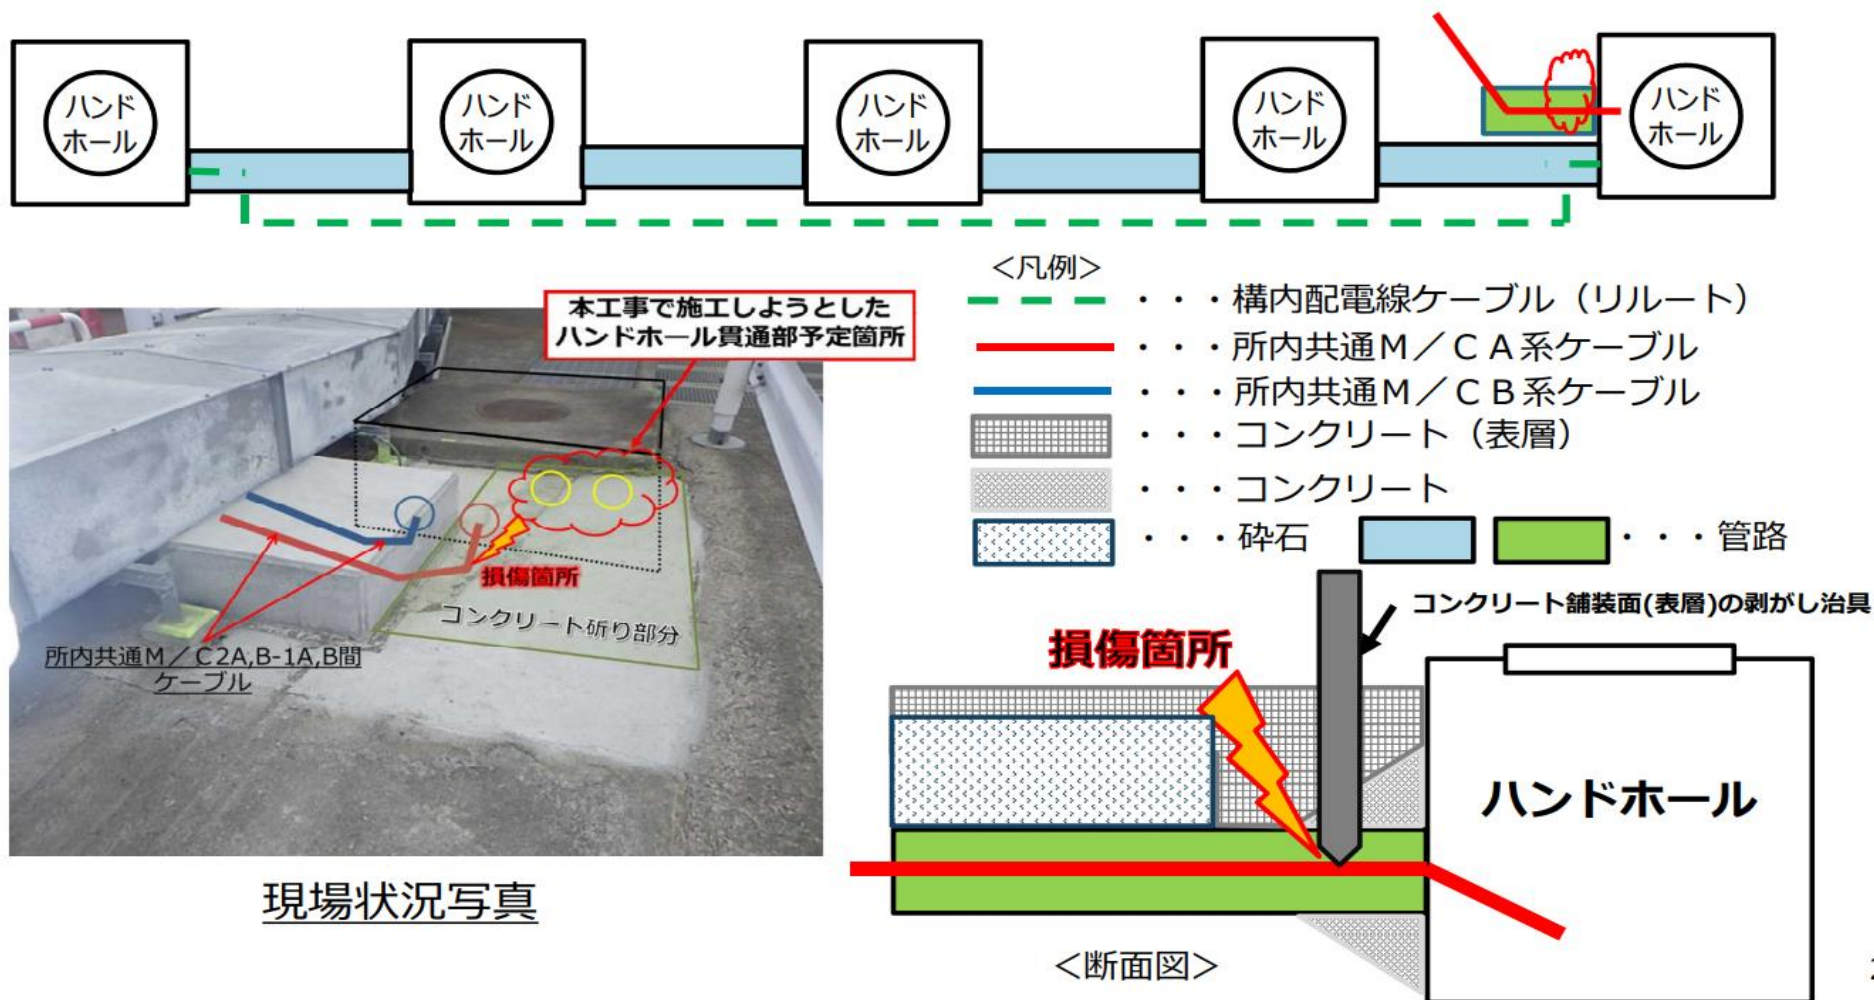 ハンド
ホール
ハンド
ホール
ハンド
ホール
ハンド
ホール
ハンド
ホール
<凡例>
・・・構内配電線ケーブル（リルート）
・・・所内共通M／C A系ケーブル
・・・所内共通M／C B系ケーブル
・・・コンクリート（表層）
・・・コンクリート
・・・砕石
・・・管路
本工事で施工しようとした
ハンドホール貫通部予定箇所
損傷箇所
コンクリート斫り部分
所内共通M／C2A,B-1A,B間
ケーブル
現場状況写真
コンクリート舗装面(表層)の剥がし治具
損傷箇所
ハンドホール
<断面図>